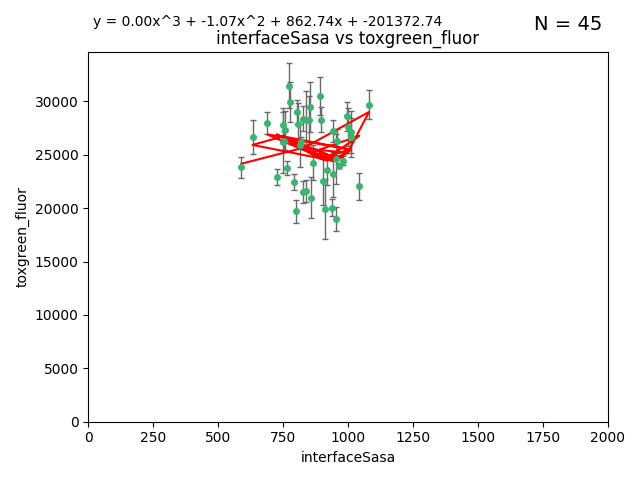 y = 0.00x^3 + -1.07x^2 + 862.74x + -201372.74
N = 45
interfaceSasa vs toxgreen_fluor
30000
25000
20000
15000
10000
5000
0
toxgreen_fluor
0 250 500 750 1000 1250 1500 1750 2000
interfaceSasa